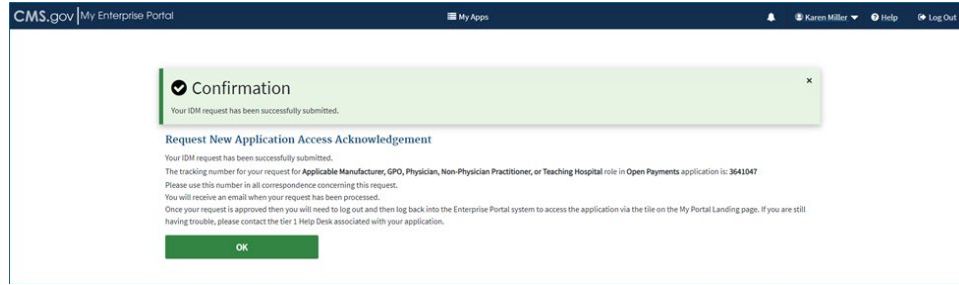 CMS.gov My Enterprise Portal My Apps Karen Miller Help Log Out
Confirmation ×
Your IDM request has been successfully submitted.
Request New Application Access Acknowledgement
Your IDM request has been successfully submitted.
The tracking number for your request for Applicable Manufacturer, GPO, Physician, Non-Physician Practitioner, or Teaching Hospital role in Open Payments application is: 3641047
Please use this number in all correspondence concerning this request.
You will receive an email when your request has been processed.
Once your request is approved then you will need to log out and then log back into the Enterprise Portal system to access the application via the tile on the My Portal Landing page. If you are still
having trouble, please contact the tier 1 Help Desk associated with your application.
OK